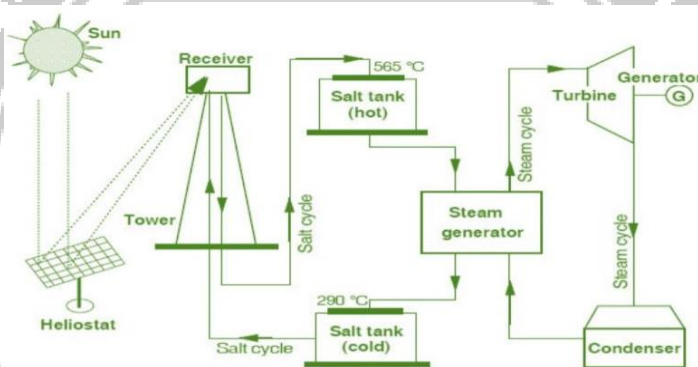 Sun
Receiver
565 °C
Salt tank
(hot)
Turbine
Generator
G
Steam cycle
Tower
Salt cycle
Steam
generator
Steam cycle
290 °C
Salt tank
(cold)
Heliostat
Salt cycle
Condenser